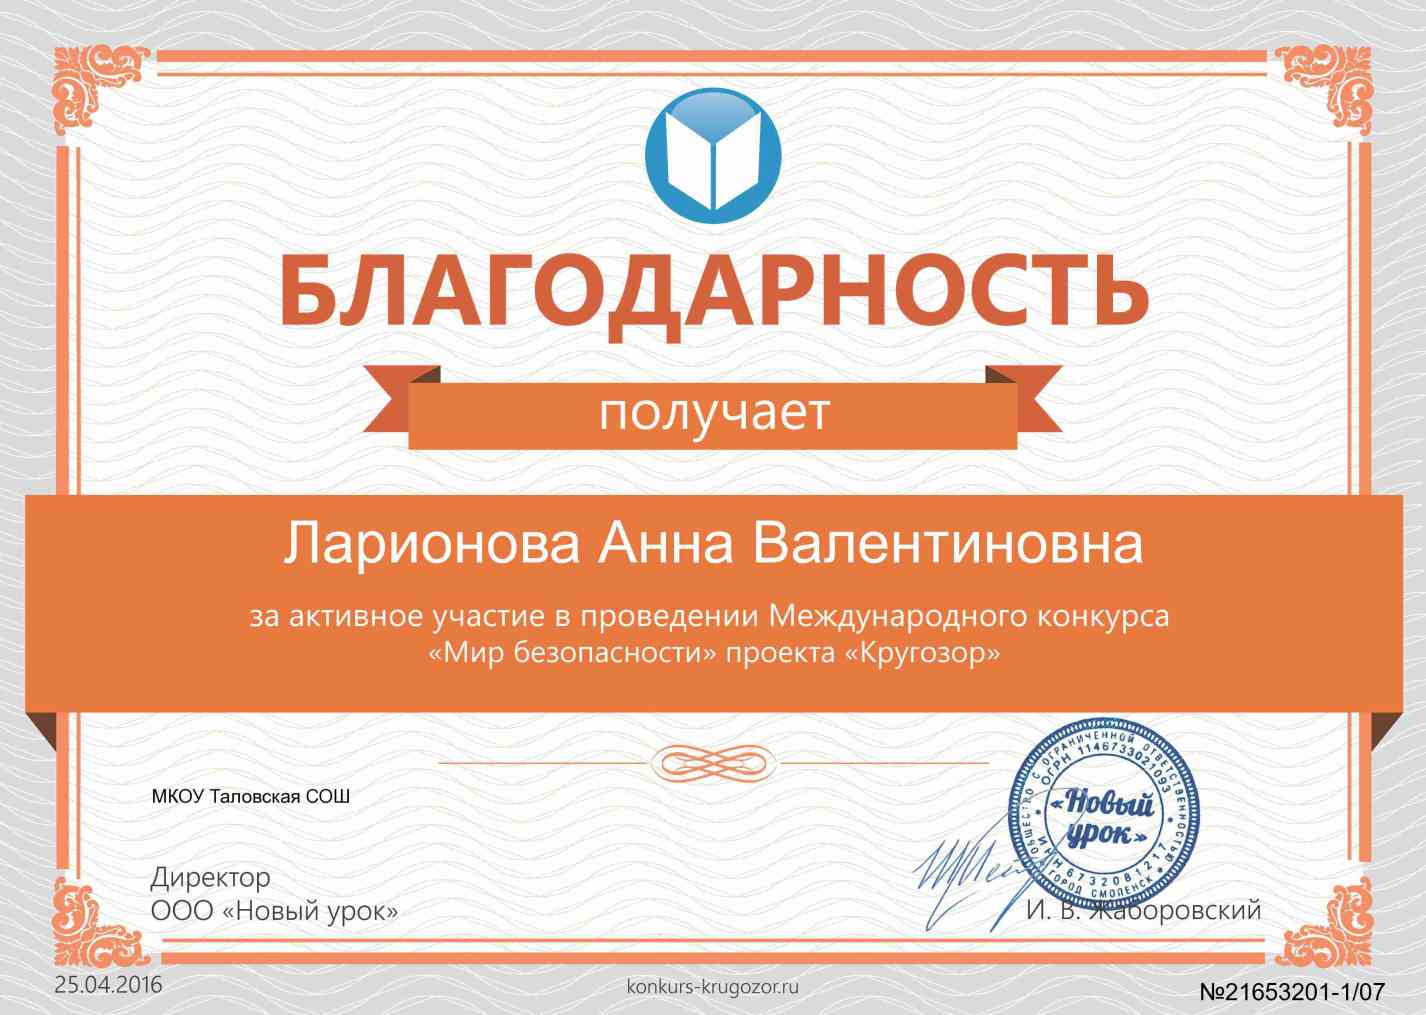 БЛАГОДАРНОСТЬ
получает
Ларионова Анна Валентиновна
за активное участие в проведении Международного конкурса
«Мир безопасности» проекта «Кругозор»
МКОУ Таловская СОШ
ОБЩЕСТВО С ОГРАНИЧЕННОЙ ОТВЕТСТВЕННОСТЬЮ
ОГРН 1146733021093
«Новый
урок»
ИНН 6732081217
ГОРОД СМОЛЕНСК
Директор
ООО «Новый урок»
И. В. Жаборовский
25.04.2016
konkurs-krugozor.ru
№21653201-1/07